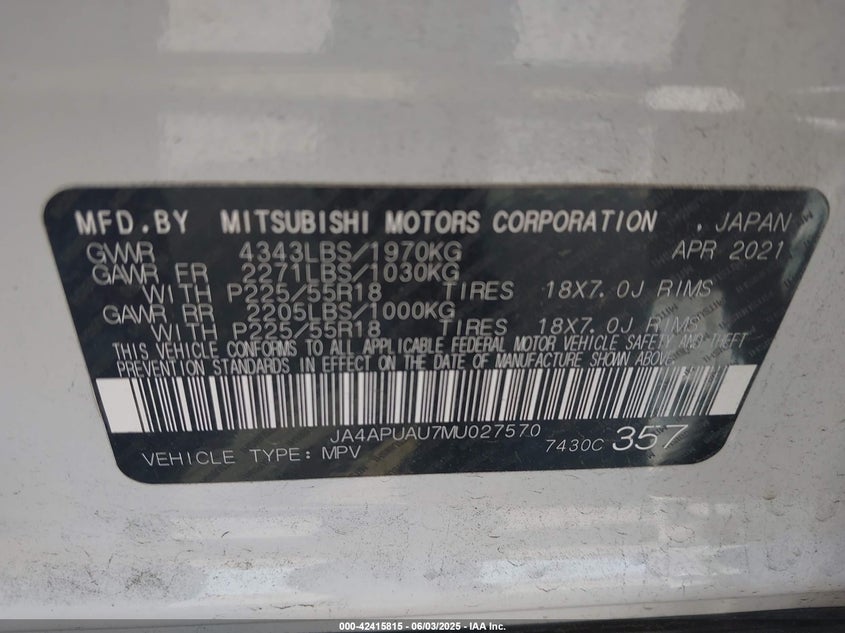 MFD.BY MITSUBISHI MOTORS CORPORATION . JAPAN
GVWR 4343LBS/1970KG APR 2021
GAWR FR 2271LBS/1030KG
WITH P225/55R18 TIRES 18X7.0J RIMS
GAWR RR 2205LBS/1000KG
WITH P225/55R18 TIRES 18X7.0J RIMS
THIS VEHICLE CONFORMS TO ALL APPLICABLE FEDERAL MOTOR VEHICLE SAFETY AND THEFT
PREVENTION STANDARDS IN EFFECT ON THE DATE OF MANUFACTURE SHOWN ABOVE.
JA4APUAU7MU027570
VEHICLE TYPE: MPV 7430C 357
000-42415815 - 06/03/2025 - IAA Inc.